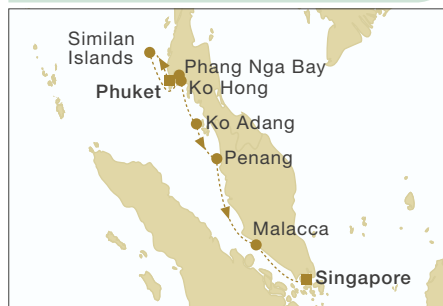 Similan
Islands
Phang Nga Bay
Phuket
Ko Hong
Ko Adang
Penang
Malacca
Singapore